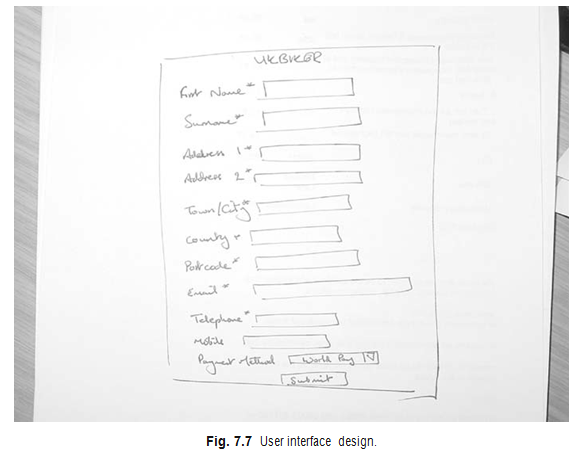 UKBIKER
First Name *
Surname *
Address 1 *
Address 2 *
Town/City *
County *
Postcode *
Email *
Telephone *
Mobile
Payment Method World Pay
Submit
Fig. 7.7 User interface design.